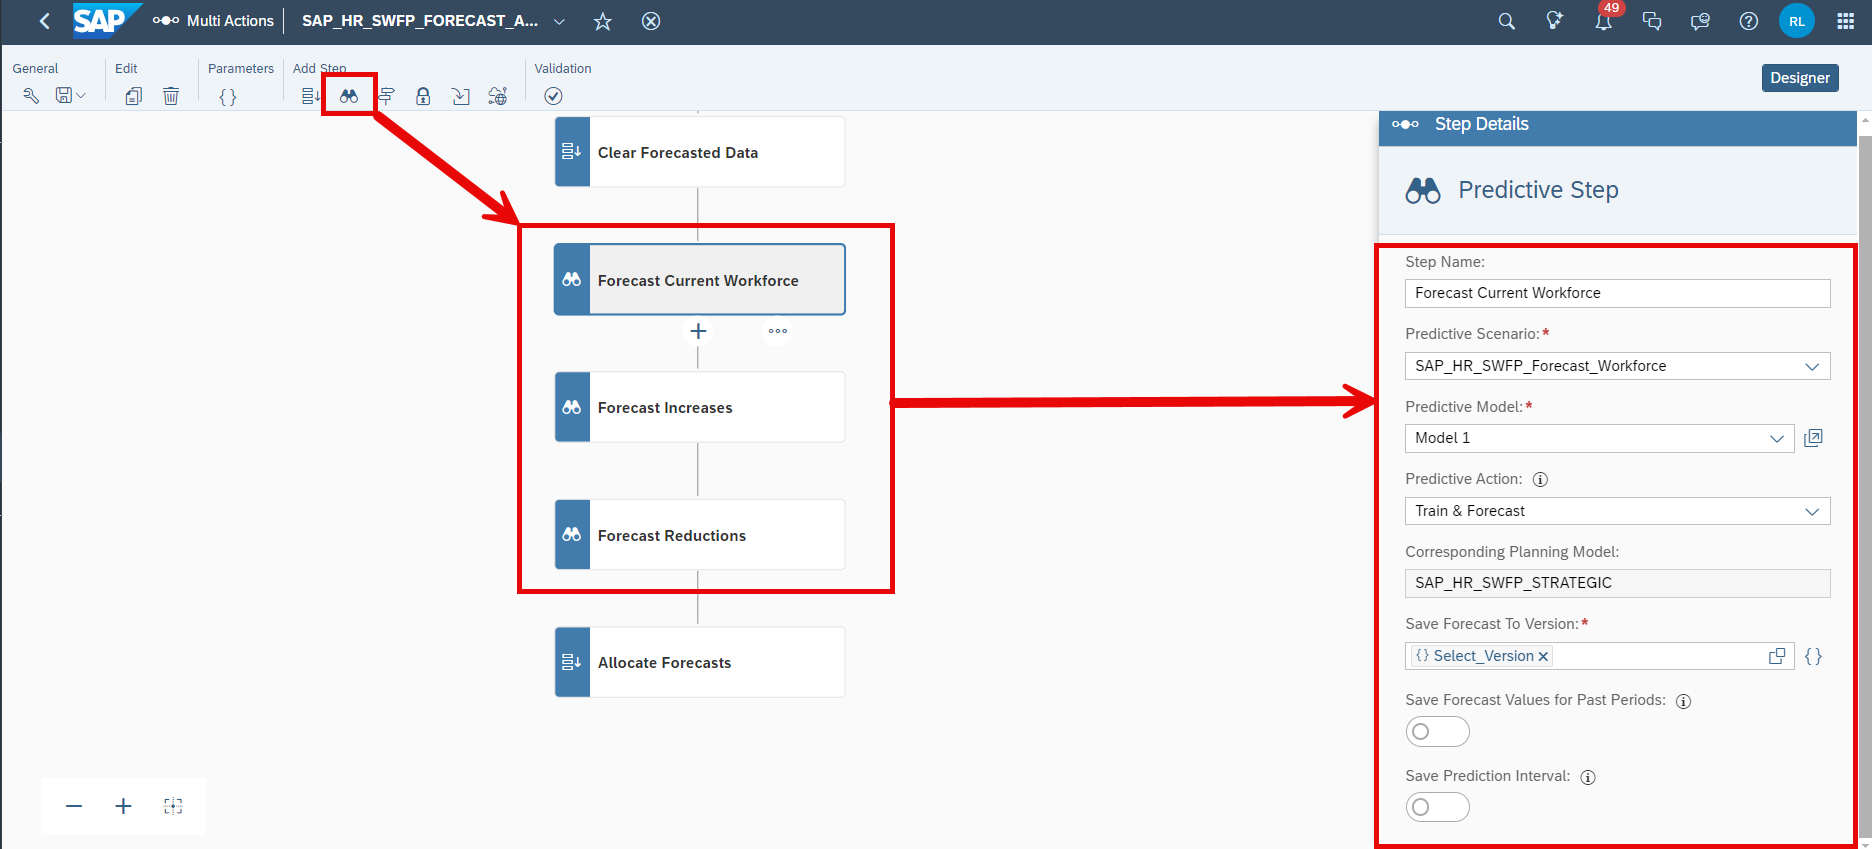 SAP Multi Actions SAP_HR_SWFP_FORECAST_A... 49 RL
General Edit Parameters Add Step Validation
Designer
Step Details
Clear Forecasted Data
Predictive Step
Forecast Current Workforce
Forecast Increases
Forecast Reductions
Allocate Forecasts
Step Name:
Forecast Current Workforce
Predictive Scenario:*
SAP_HR_SWFP_Forecast_Workforce
Predictive Model:*
Model 1
Predictive Action:
Train & Forecast
Corresponding Planning Model:
SAP_HR_SWFP_STRATEGIC
Save Forecast To Version:*
{} Select_Version
Save Forecast Values for Past Periods:
Save Prediction Interval: